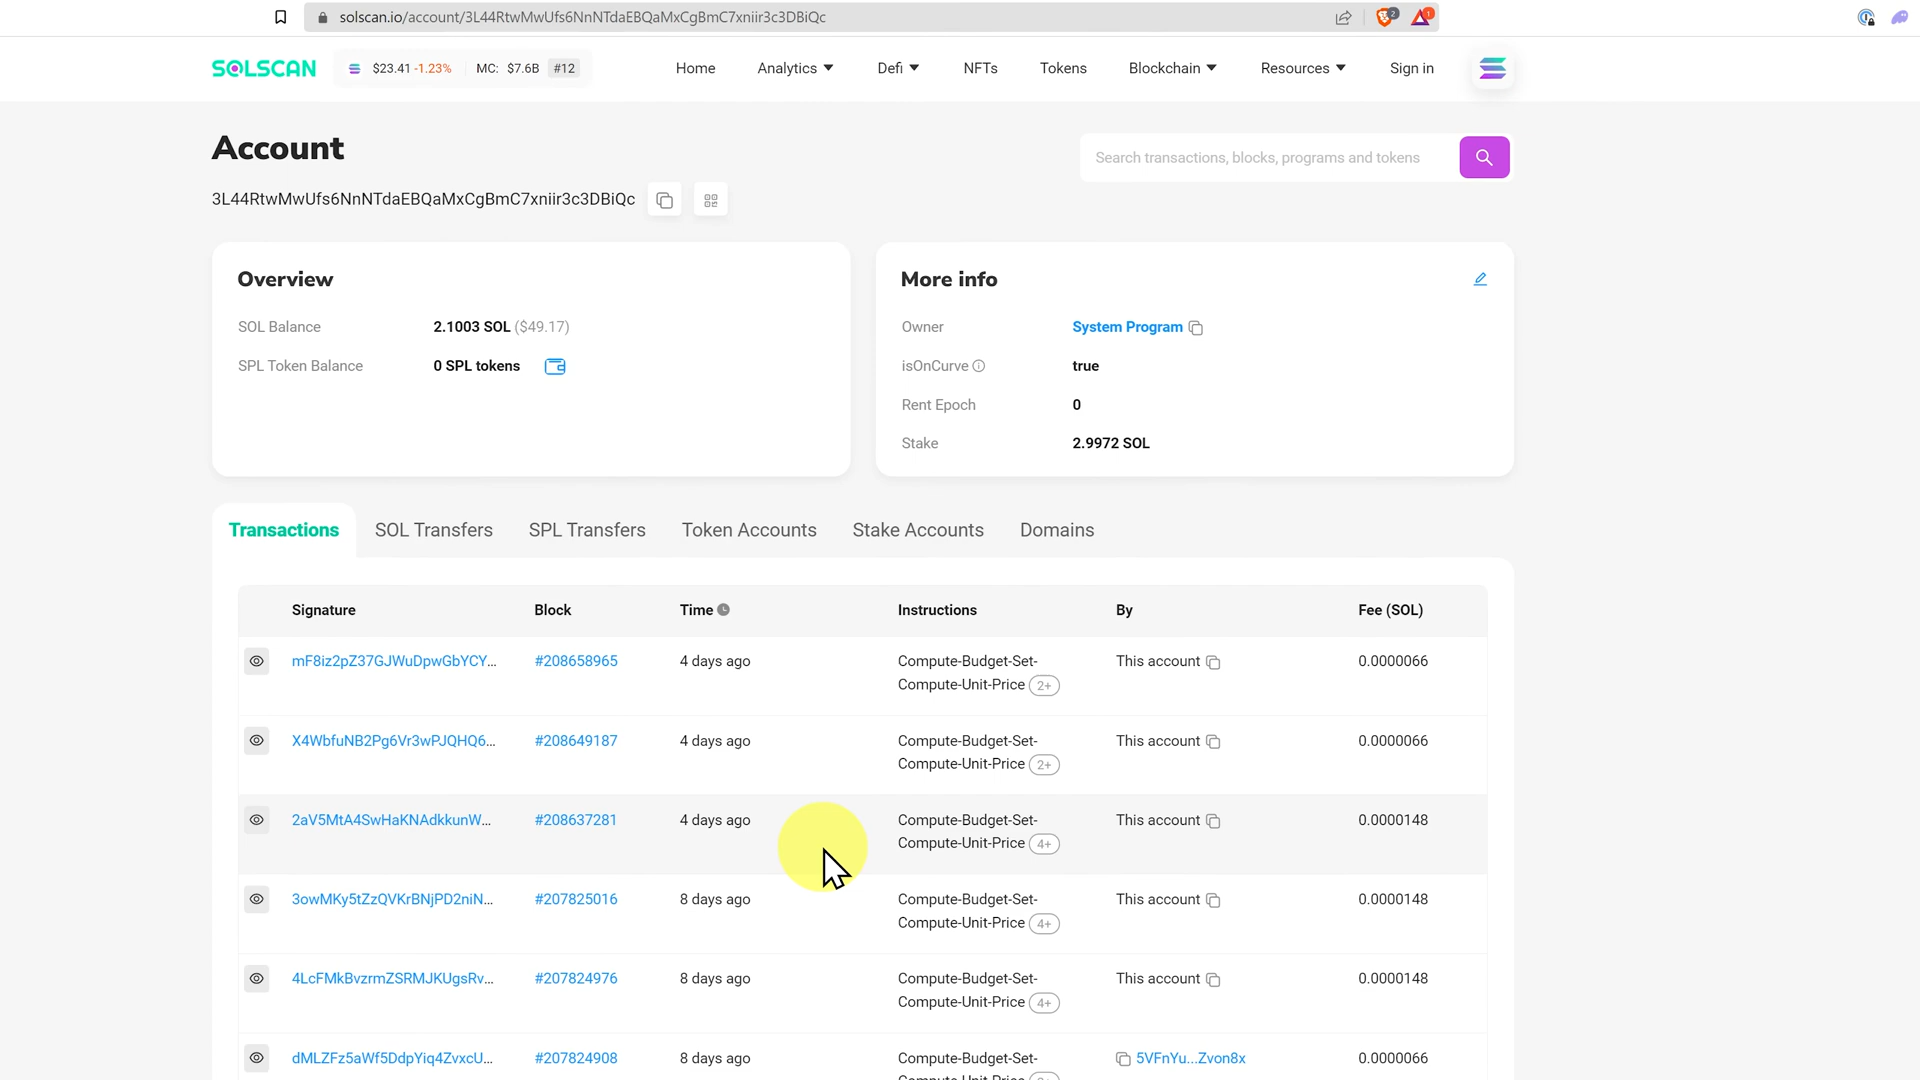 solscan.io/account/3L44RtwMwUfs6NnNTdaEBQaMxCgBmC7xniir3c3DBiQc
2
1
SOLSCAN
$23.41 -1.23%
MC: $7.6B #12
Home
Analytics
Defi
NFTs
Tokens
Blockchain
Resources
Sign in
Account
Search transactions, blocks, programs and tokens
3L44RtwMwUfs6NnNTdaEBQaMxCgBmC7xniir3c3DBiQc
Overview
SOL Balance 2.1003 SOL ($49.17)
SPL Token Balance 0 SPL tokens
More info
Owner System Program
isOnCurve true
Rent Epoch 0
Stake 2.9972 SOL
Transactions SOL Transfers SPL Transfers Token Accounts Stake Accounts Domains
Signature Block Time Instructions By Fee (SOL)
mF8iz2pZ37GJWuDpwGbYCY... #208658965 4 days ago Compute-Budget-Set- This account 0.0000066
Compute-Unit-Price 2+
X4WbfuNB2Pg6Vr3wPJQHQ6... #208649187 4 days ago Compute-Budget-Set- This account 0.0000066
Compute-Unit-Price 2+
2aV5MtA4SwHaKNAdkkunW... #208637281 4 days ago Compute-Budget-Set- This account 0.0000148
Compute-Unit-Price 4+
3owMKy5tZzQVKrBNjPD2niN... #207825016 8 days ago Compute-Budget-Set- This account 0.0000148
Compute-Unit-Price 4+
4LcFMkBvzrmZSRMJKUgsRv... #207824976 8 days ago Compute-Budget-Set- This account 0.0000148
Compute-Unit-Price 4+
dMLZFz5aWf5DdpYiq4ZvxcU... #207824908 8 days ago Compute-Budget-Set- 5VFnYu...Zvon8x 0.0000066